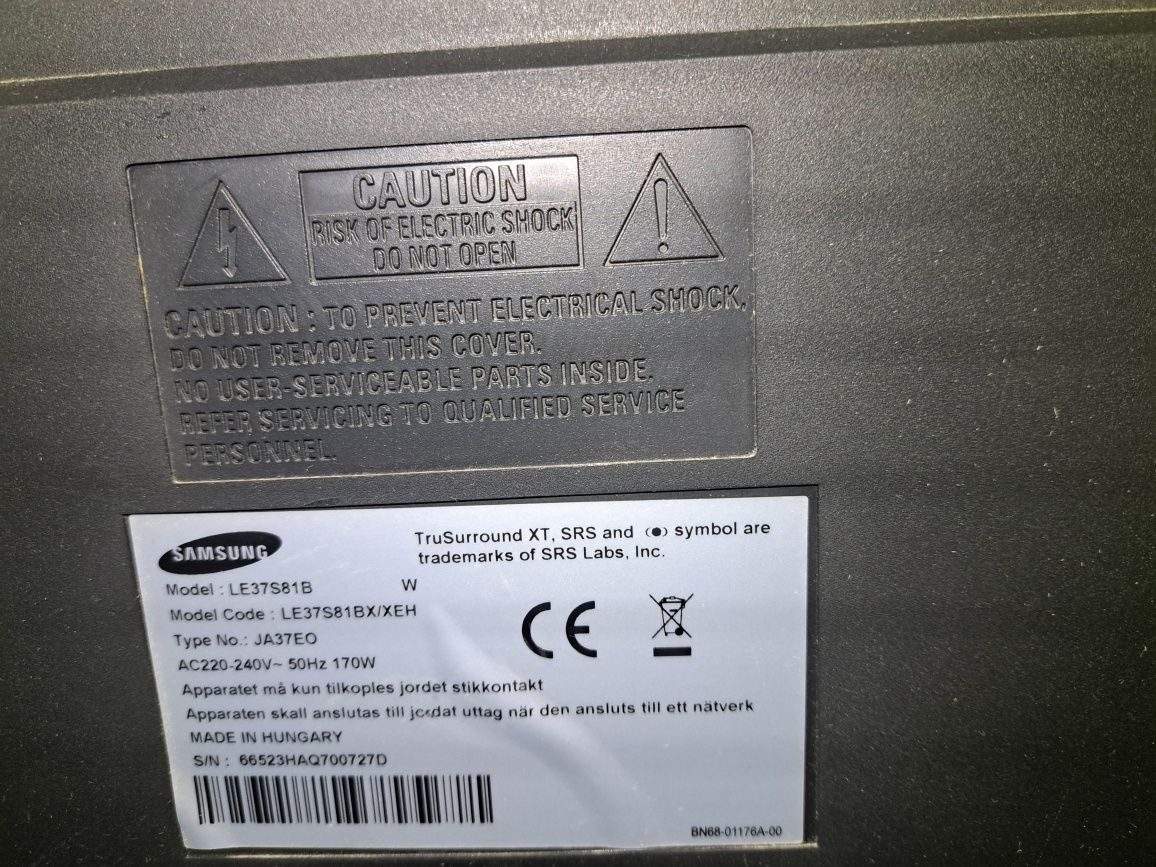 CAUTION
RISK OF ELECTRIC SHOCK
DO NOT OPEN
CAUTION : TO PREVENT ELECTRICAL SHOCK,
DO NOT REMOVE THIS COVER.
NO USER-SERVICEABLE PARTS INSIDE.
REFER SERVICING TO QUALIFIED SERVICE
PERSONNEL.
SAMSUNG
TruSurround XT, SRS and (●) symbol are
trademarks of SRS Labs, Inc.
Model : LE37S81B W
Model Code : LE37S81BX/XEH
Type No.: JA37EO
AC220-240V~ 50Hz 170W
CE
Apparatet må kun tilkoples jordet stikkontakt
Apparaten skall anslutas till jordat uttag när den ansluts till ett nätverk
MADE IN HUNGARY
S/N : 66523HAQ700727D
BN68-01176A-00